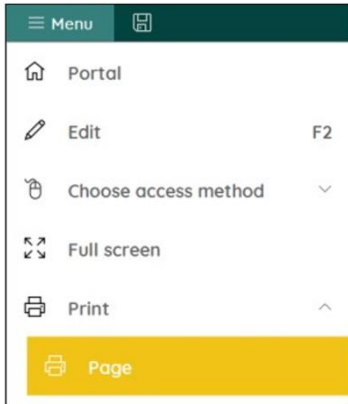 Menu
Portal
Edit F2
Choose access method
Full screen
Print
Page